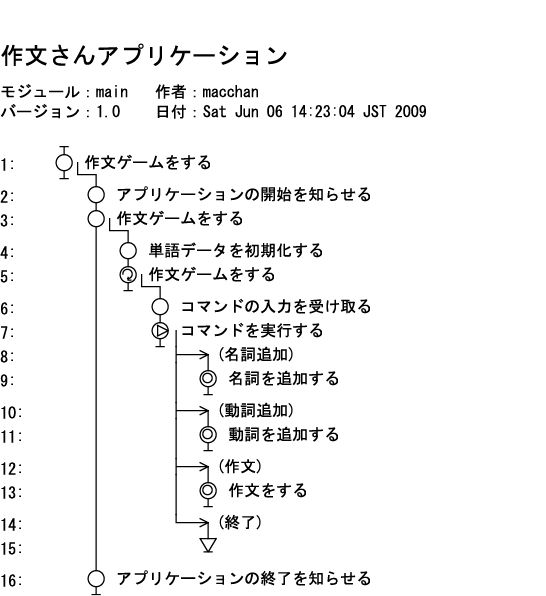 作文さんアプリケーション
モジュール：main 作者：macchan
バージョン：1.0 日付：Sat Jun 06 14:23:04 JST 2009
1: 作文ゲームをする
2: アプリケーションの開始を知らせる
3: 作文ゲームをする
4: 単語データを初期化する
5: 作文ゲームをする
6: コマンドの入力を受け取る
7: コマンドを実行する
8: (名詞追加)
9: 名詞を追加する
10: (動詞追加)
11: 動詞を追加する
12: (作文)
13: 作文をする
14: (終了)
15:
16: アプリケーションの終了を知らせる